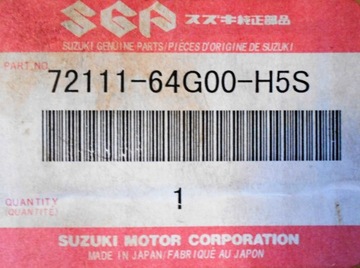 SGP スズキ純正部品
SUZUKI GENUINE PARTS/PIÈCES D'ORIGINE DE SUZUKI
PART NO.
72111-64G00-H5S
QUANTITY
(QUANTITÉ)
1
SUZUKI MOTOR CORPORATION
MADE IN JAPAN/FABRIQUÉ AU JAPON